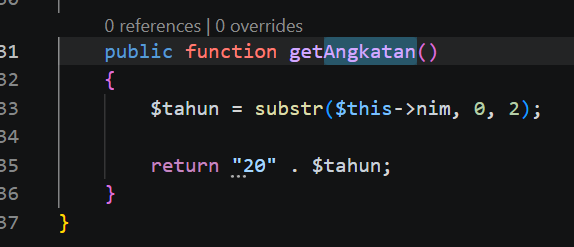 0 references | 0 overrides
31 public function getAngkatan()
32 {
33 $tahun = substr($this->nim, 0, 2);
34
35 return "20" . $tahun;
36 }
37 }